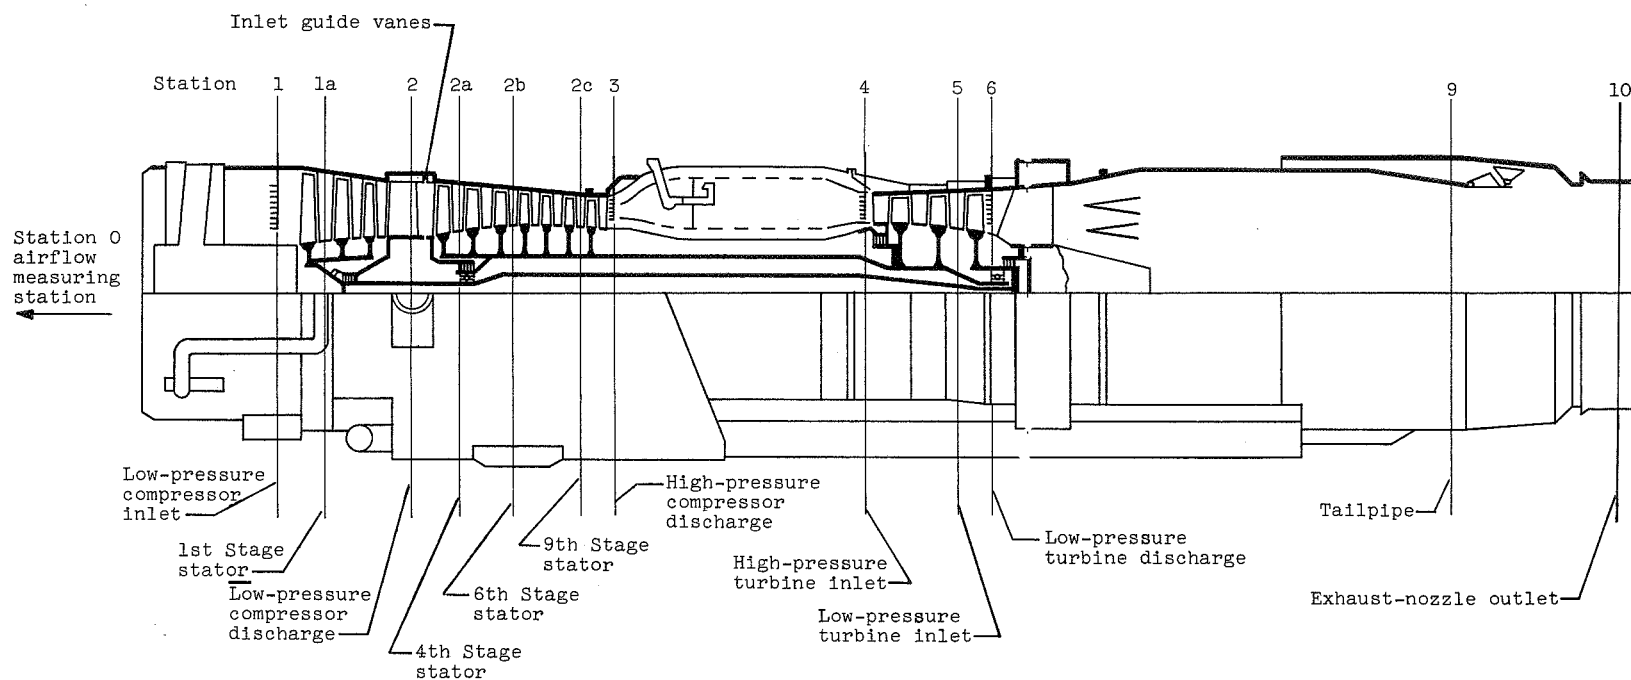 Inlet guide vanes
Station 1 1a 2 2a 2b 2c 3 4 5 6 9 10
Station 0
airflow
measuring
station
Low-pressure
compressor
inlet
1st Stage
stator
Low-pressure
compressor
discharge
4th Stage
stator
6th Stage
stator
9th Stage
stator
High-pressure
compressor
discharge
High-pressure
turbine inlet
Low-pressure
turbine inlet
Low-pressure
turbine discharge
Tailpipe
Exhaust-nozzle outlet